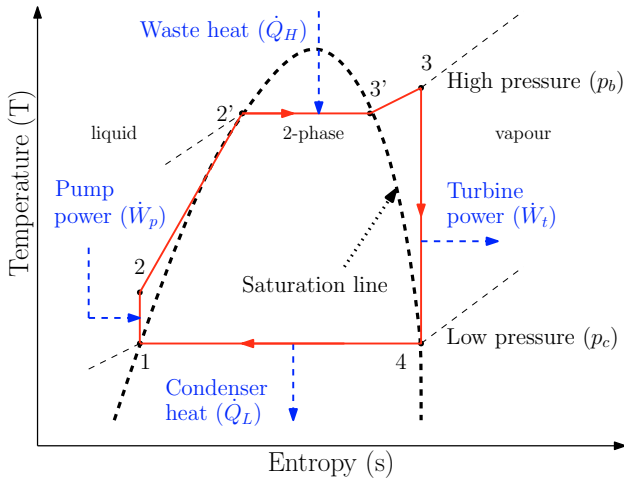 Waste heat (Q̇_H)
3
3'
High pressure (p_b)
2'
liquid
2-phase
vapour
Temperature (T)
Pump
power (Ẇ_p)
Turbine
power (Ẇ_t)
2
Saturation line
Low pressure (p_c)
1
4
Condenser
heat (Q̇_L)
Entropy (s)